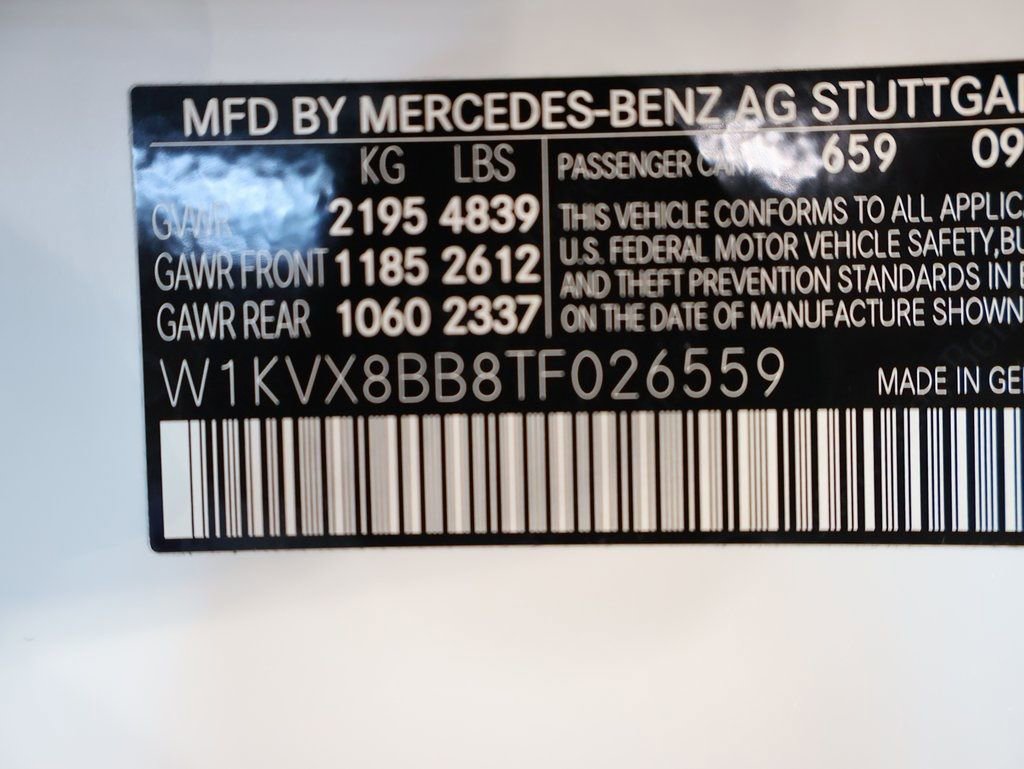 MFD BY MERCEDES-BENZ AG STUTTGA
KG LBS
GVWR 2195 4839
GAWR FRONT 1185 2612
GAWR REAR 1060 2337
PASSENGER CAR 659 09
THIS VEHICLE CONFORMS TO ALL APPLIC
U.S. FEDERAL MOTOR VEHICLE SAFETY, BU
AND THEFT PREVENTION STANDARDS IN E
ON THE DATE OF MANUFACTURE SHOWN
W1KVX8BB8TF026559
MADE IN GE